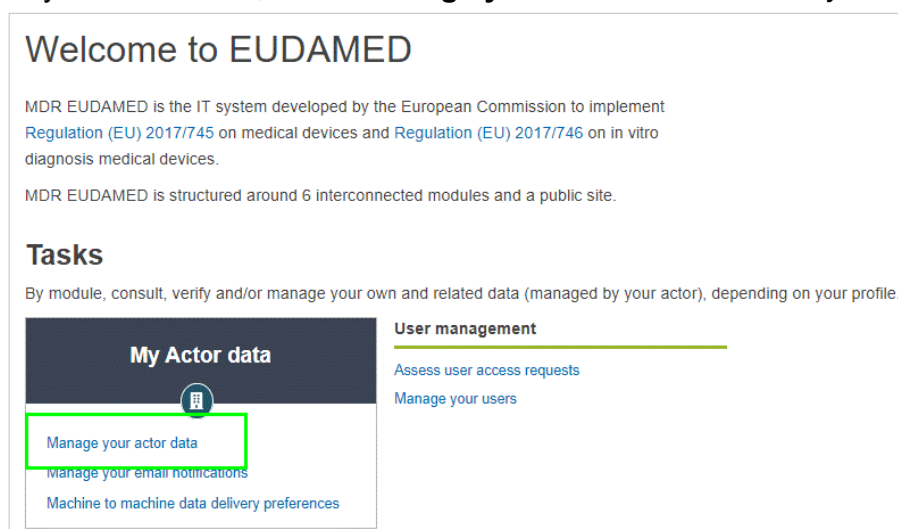 Welcome to EUDAMED
MDR EUDAMED is the IT system developed by the European Commission to implement
Regulation (EU) 2017/745 on medical devices and Regulation (EU) 2017/746 on in vitro
diagnosis medical devices.
MDR EUDAMED is structured around 6 interconnected modules and a public site.
Tasks
By module, consult, verify and/or manage your own and related data (managed by your actor), depending on your profile.
My Actor data
Manage your actor data
Manage your email notifications
Machine to machine data delivery preferences
User management
Assess user access requests
Manage your users